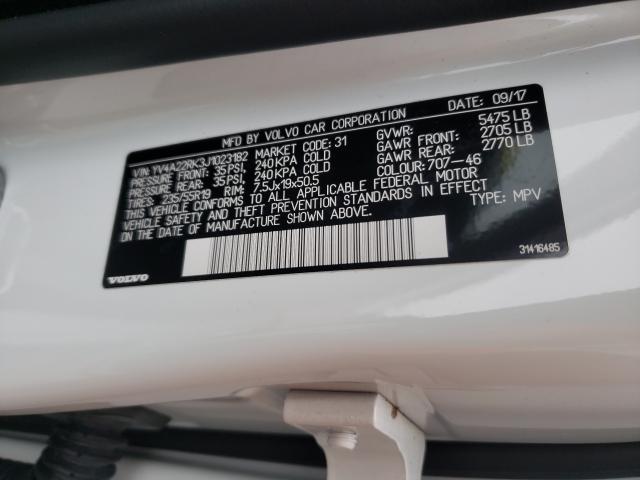 MFD BY VOLVO CAR CORPORATION DATE: 09/17
VIN: YV4A22RK3J1023182 MARKET CODE: 31 GVWR: 5475 LB
PRESSURE FRONT: 35 PSI, 240 KPA COLD GAWR FRONT: 2705 LB
PRESSURE REAR: 35 PSI, 240 KPA COLD GAWR REAR: 2770 LB
TIRES: 235/55R19 RIM: 7.5Jx19x50.5 COLOUR: 707-46
THIS VEHICLE CONFORMS TO ALL APPLICABLE FEDERAL MOTOR
VEHICLE SAFETY AND THEFT PREVENTION STANDARDS IN EFFECT
ON THE DATE OF MANUFACTURE SHOWN ABOVE. TYPE: MPV
31416485
VOLVO